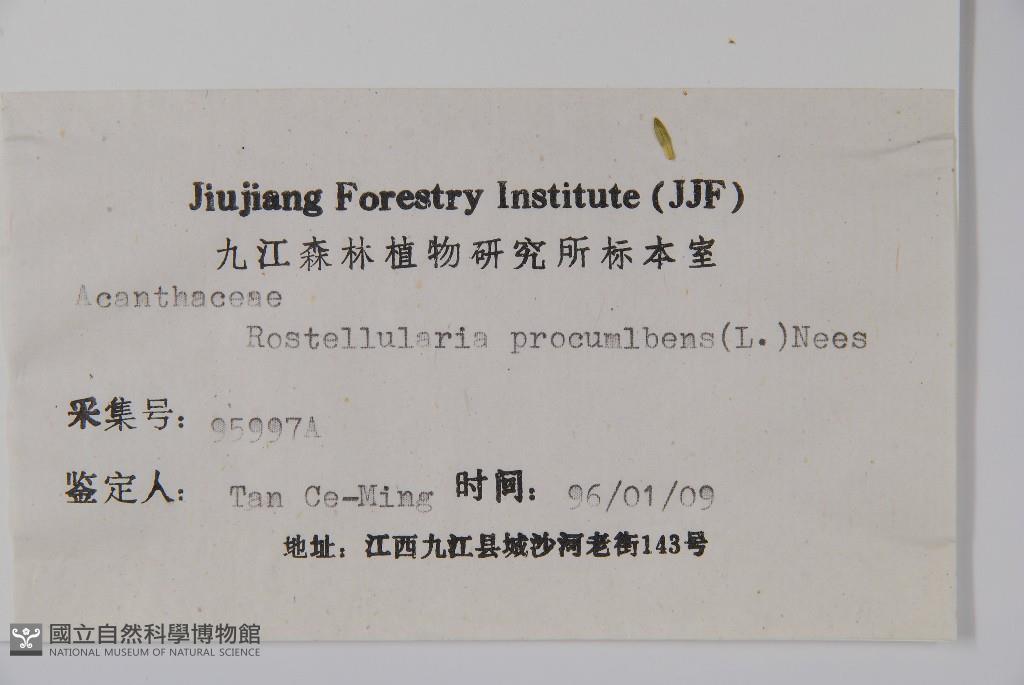 Jiujiang Forestry Institute (JJF)
九江森林植物研究所标本室
Acanthaceae
Rostellularia procumlbens(L.)Nees
采集号: 95997A
鉴定人: Tan Ce-Ming 时间: 96/01/09
地址: 江西九江县城沙河老街143号
國立自然科學博物館
NATIONAL MUSEUM OF NATURAL SCIENCE